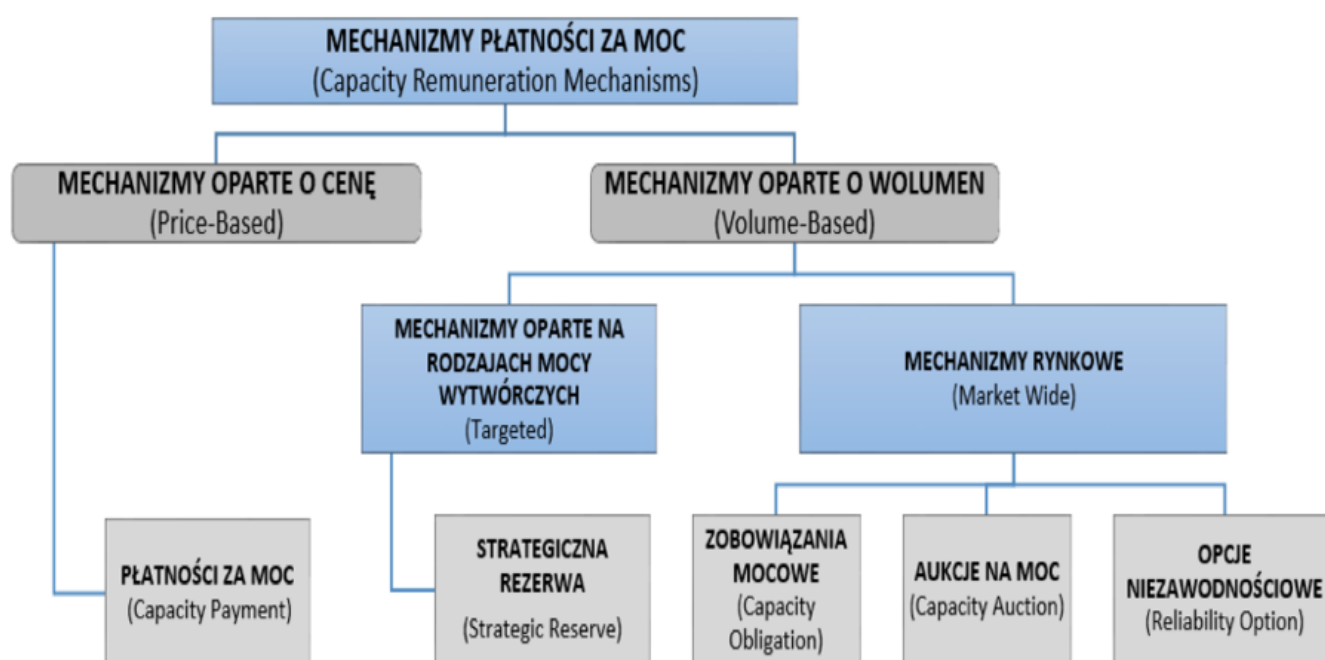 MECHANIZMY PŁATNOŚCI ZA MOC
(Capacity Remuneration Mechanisms)
MECHANIZMY OPARTE O CENĘ
(Price-Based)
MECHANIZMY OPARTE O WOLUMEN
(Volume-Based)
MECHANIZMY OPARTE NA
RODZAJACH MOCY
WYTWÓRCZYCH
(Targeted)
MECHANIZMY RYNKOWE
(Market Wide)
PŁATNOŚCI ZA MOC
(Capacity Payment)
STRATEGICZNA
REZERWA
(Strategic Reserve)
ZOBOWIĄZANIA
MOCOWE
(Capacity
Obligation)
AUKCJE NA MOC
(Capacity Auction)
OPCJE
NIEZAWODNOŚCIOWE
(Reliability Option)